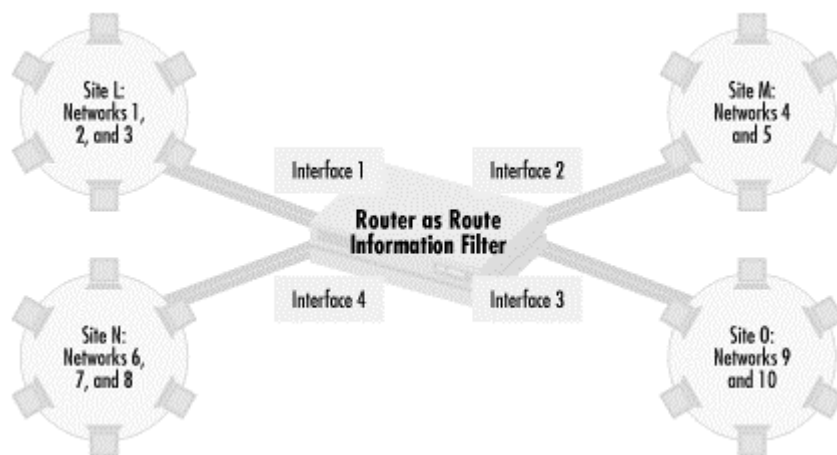 Site L:
Networks 1,
2, and 3
Site M:
Networks 4
and 5
Interface 1
Interface 2
Router as Route
Information Filter
Interface 4
Interface 3
Site N:
Networks 6,
7, and 8
Site O:
Networks 9
and 10